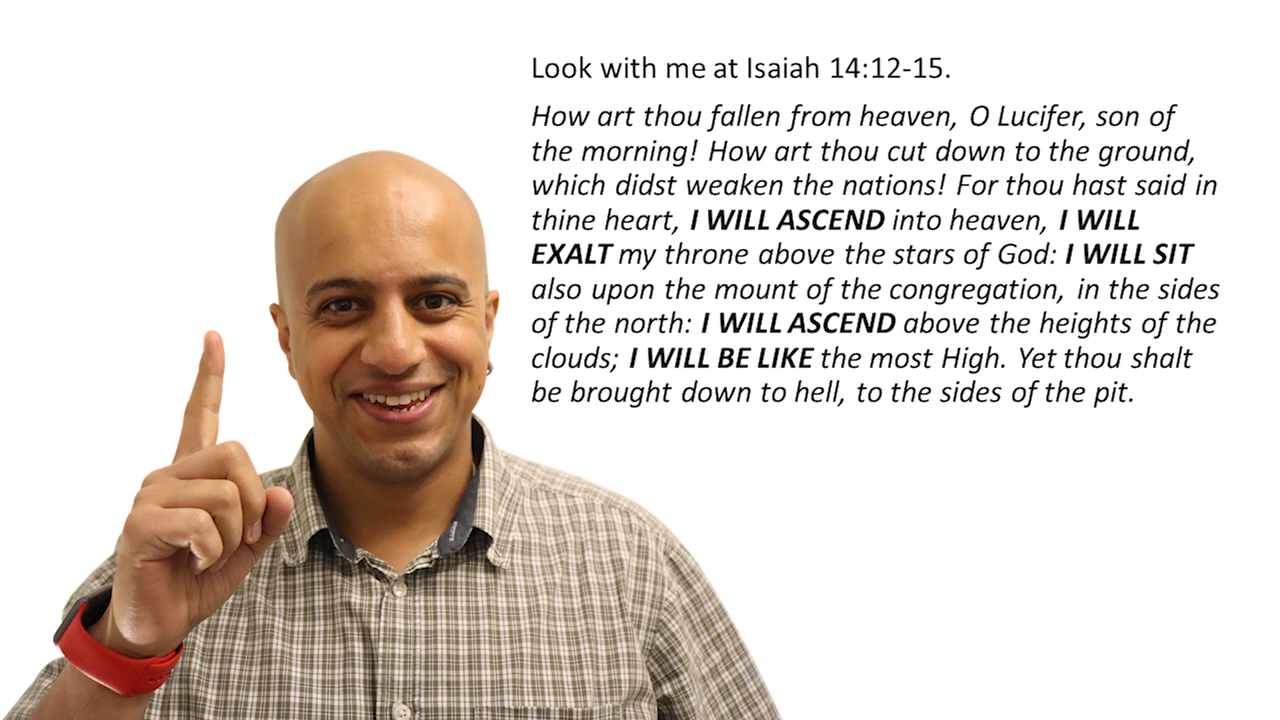 Look with me at Isaiah 14:12-15.
How art thou fallen from heaven, O Lucifer, son of
the morning! How art thou cut down to the ground,
which didst weaken the nations! For thou hast said in
thine heart, I WILL ASCEND into heaven, I WILL
EXALT my throne above the stars of God: I WILL SIT
also upon the mount of the congregation, in the sides
of the north: I WILL ASCEND above the heights of the
clouds; I WILL BE LIKE the most High. Yet thou shalt
be brought down to hell, to the sides of the pit.